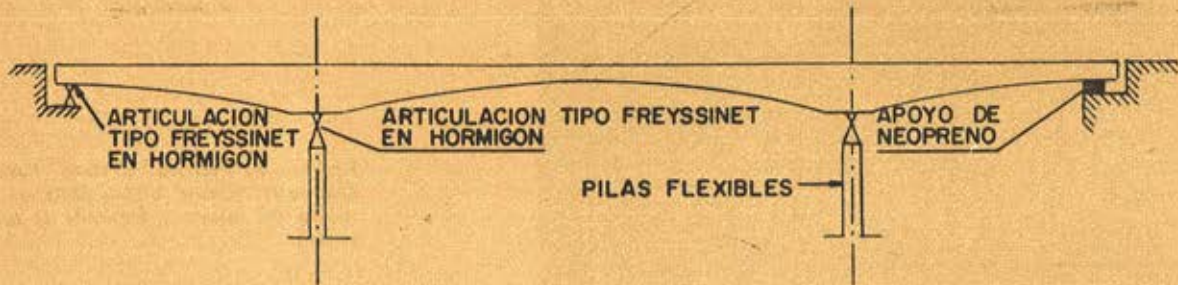 ARTICULACION
TIPO FREYSSINET
EN HORMIGON
ARTICULACION TIPO FREYSSINET
EN HORMIGON
APOYO DE
NEOPRENO
PILAS FLEXIBLES